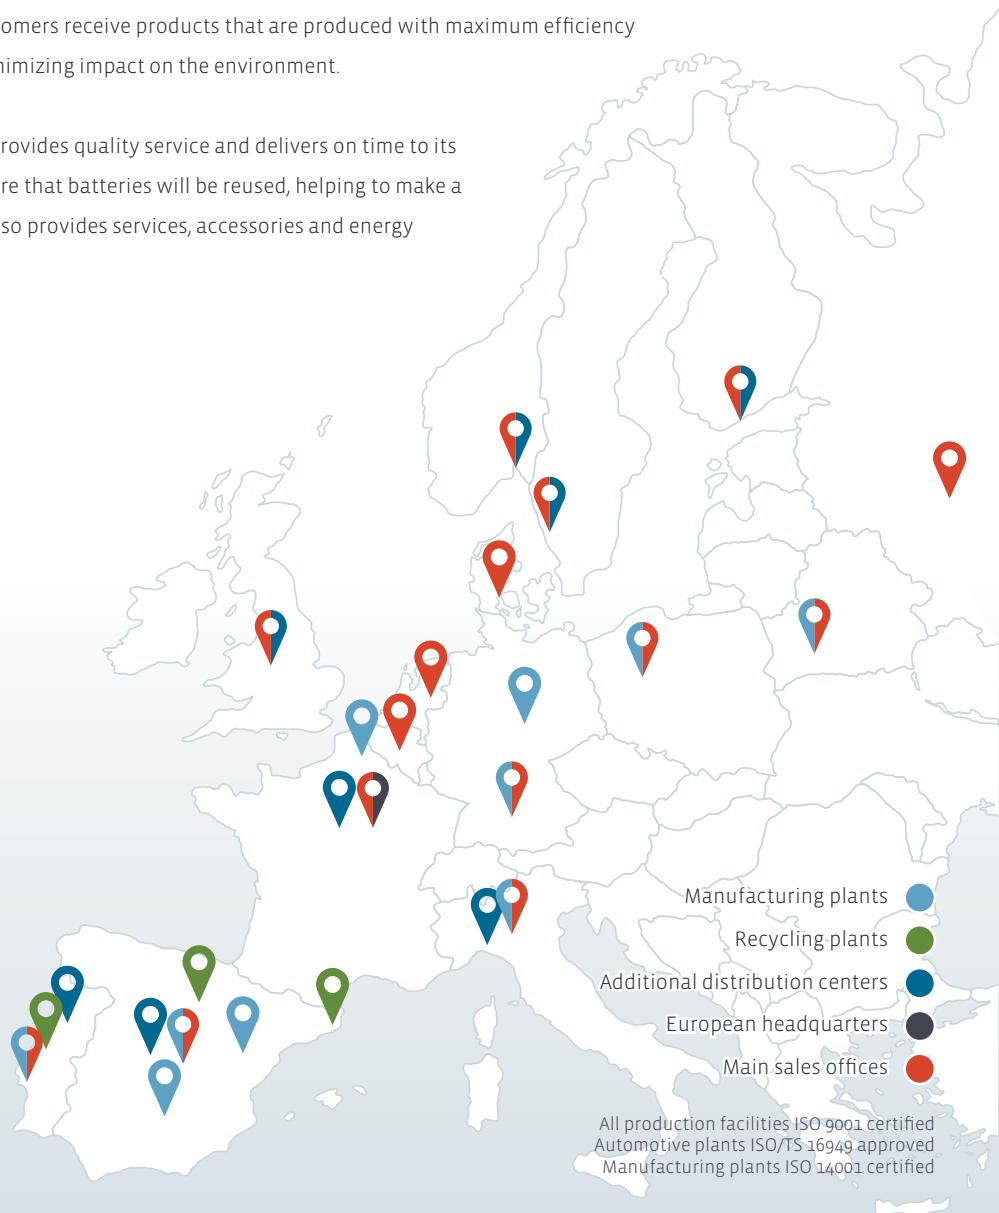 omers receive products that are produced with maximum efficiency
nimizing impact on the environment.
rovides quality service and delivers on time to its
re that batteries will be reused, helping to make a
so provides services, accessories and energy
Manufacturing plants
Recycling plants
Additional distribution centers
European headquarters
Main sales offices
All production facilities ISO 9001 certified
Automotive plants ISO/TS 16949 approved
Manufacturing plants ISO 14001 certified